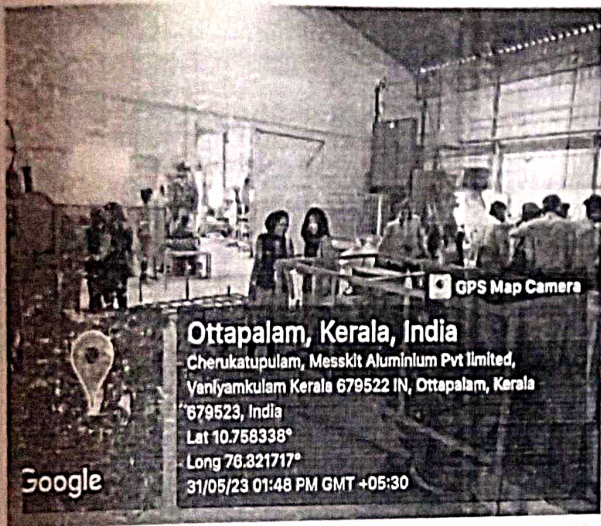 GPS Map Camera
Ottapalam, Kerala, India
Cherukatupulam, Messkit Aluminium Pvt limited,
Vaniyamkulam Kerala 679522 IN, Ottapalam, Kerala
679523, India
Lat 10.758338°
Long 76.321717°
31/05/23 01:48 PM GMT +05:30
Google